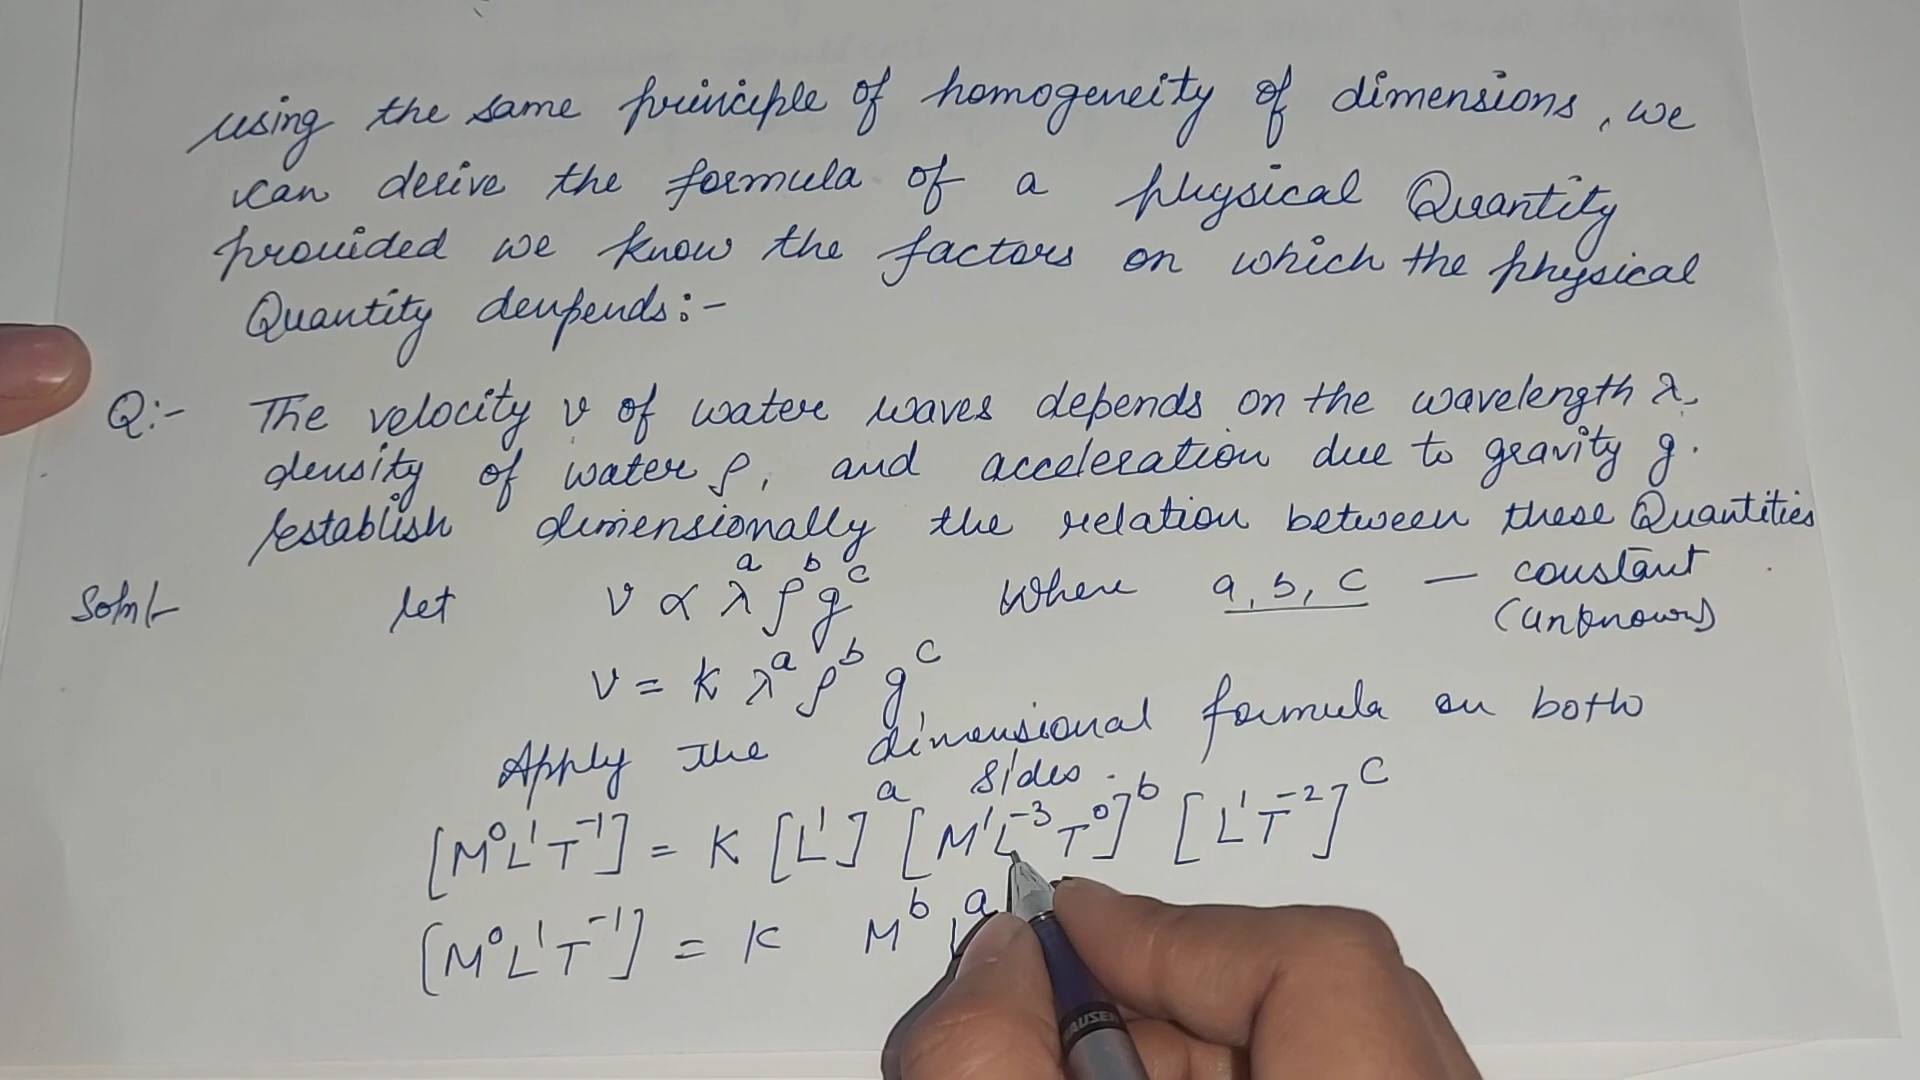 using the same principle of homogeneity of dimensions, we
can derive the formula of a physical Quantity
provided we know the factors on which the physical
Quantity denpends:-
Q:- The velocity v of water waves depends on the wavelength λ,
density of water ρ, and acceleration due to gravity g.
establish dimensionally the relation between these Quantities
Soln:- let v ∝ λ^a ρ^b g^c where a, b, c — constant
(unknown)
v = k λ^a ρ^b g^c
Apply the dimensional formula on both
sides.
[M⁰L¹T⁻¹] = K [L¹]^a [M¹L⁻³T⁰]^b [L¹T⁻²]^c
[M⁰L¹T⁻¹] = K M^b L^a